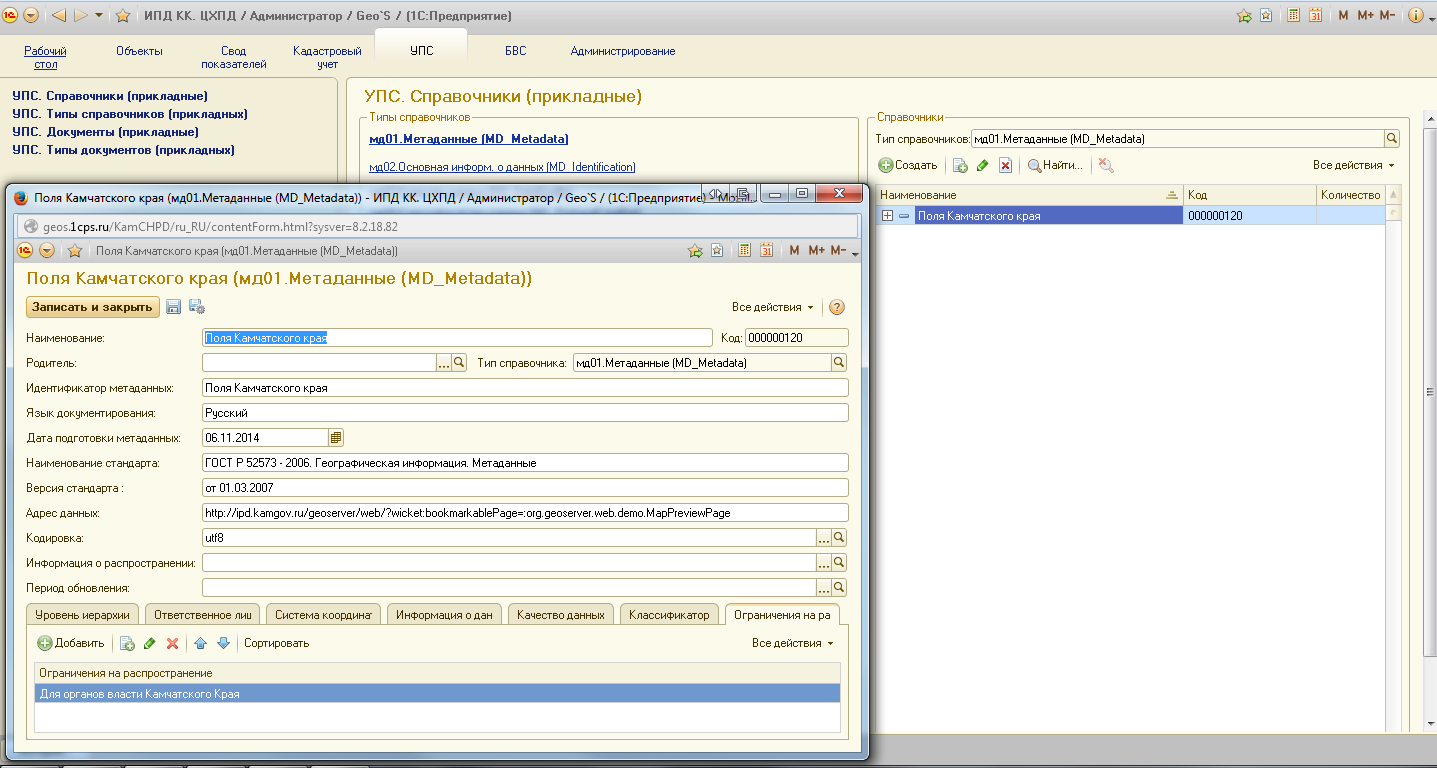 ИПД КК. ЦХПД / Администратор / Geo`S / (1С:Предприятие)
M M+ M-
Рабочий стол
Объекты
Свод показателей
Кадастровый учет
УПС
БВС
Администрирование
УПС. Справочники (прикладные)
УПС. Типы справочников (прикладных)
УПС. Документы (прикладные)
УПС. Типы документов (прикладных)
УПС. Справочники (прикладные)
Типы справочников
мд01.Метаданные (MD_Metadata)
мд02.Основная информ. о данных (MD_Identification)
Справочники
Тип справочников: мд01.Метаданные (MD_Metadata)
Создать Найти... Все действия
Наименование Код Количество
Поля Камчатского края 000000120
Поля Камчатского края (мд01.Метаданные (MD_Metadata)) - ИПД КК. ЦХПД / Администратор / Geo`S / (1С:Предприятие)
geos.1cps.ru/KamCHPD/ru_RU/contentForm.html?sysver=8.2.18.82
Поля Камчатского края (мд01.Метаданные (MD_Metadata))
M M+ M-
Поля Камчатского края (мд01.Метаданные (MD_Metadata))
Записать и закрыть Все действия ?
Наименование: Поля Камчатского края Код: 000000120
Родитель: ... Тип справочника: мд01.Метаданные (MD_Metadata)
Идентификатор метаданных: Поля Камчатского края
Язык документирования: Русский
Дата подготовки метаданных: 06.11.2014
Наименование стандарта: ГОСТ Р 52573 - 2006. Географическая информация. Метаданные
Версия стандарта : от 01.03.2007
Адрес данных: http://ipd.kamgov.ru/geoserver/web/?wicket:bookmarkablePage=:org.geoserver.web.demo.MapPreviewPage
Кодировка: utf8 ...
Информация о распространении: ...
Период обновления: ...
Уровень иерархии Ответственное лиц Система координат Информация о дан Качество данных Классификатор Ограничения на ра
Добавить Сортировать Все действия
Ограничения на распространение
Для органов власти Камчатского Края